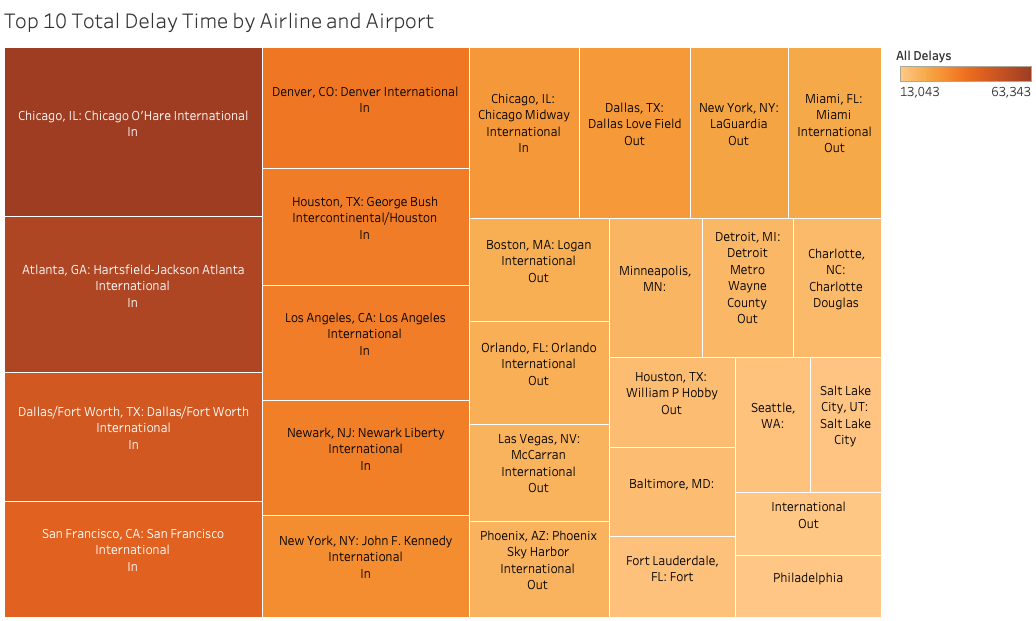 Top 10 Total Delay Time by Airline and Airport
All Delays
13,043
63,343
Chicago, IL: Chicago O'Hare International
In
Atlanta, GA: Hartsfield-Jackson Atlanta
International
In
Dallas/Fort Worth, TX: Dallas/Fort Worth
International
In
San Francisco, CA: San Francisco
International
In
Denver, CO: Denver International
In
Houston, TX: George Bush
Intercontinental/Houston
In
Los Angeles, CA: Los Angeles
International
In
Newark, NJ: Newark Liberty
International
In
New York, NY: John F. Kennedy
International
In
Chicago, IL:
Chicago Midway
International
In
Dallas, TX:
Dallas Love Field
Out
New York, NY:
LaGuardia
Out
Miami, FL:
Miami
International
Out
Boston, MA: Logan
International
Out
Orlando, FL: Orlando
International
Out
Las Vegas, NV:
McCarran
International
Out
Phoenix, AZ: Phoenix
Sky Harbor
International
Out
Minneapolis,
MN:
Detroit, MI:
Detroit
Metro
Wayne
County
Out
Charlotte,
NC:
Charlotte
Douglas
Houston, TX:
William P Hobby
Out
Baltimore, MD:
Fort Lauderdale,
FL: Fort
Seattle,
WA:
Salt Lake
City, UT:
Salt Lake
City
International
Out
Philadelphia